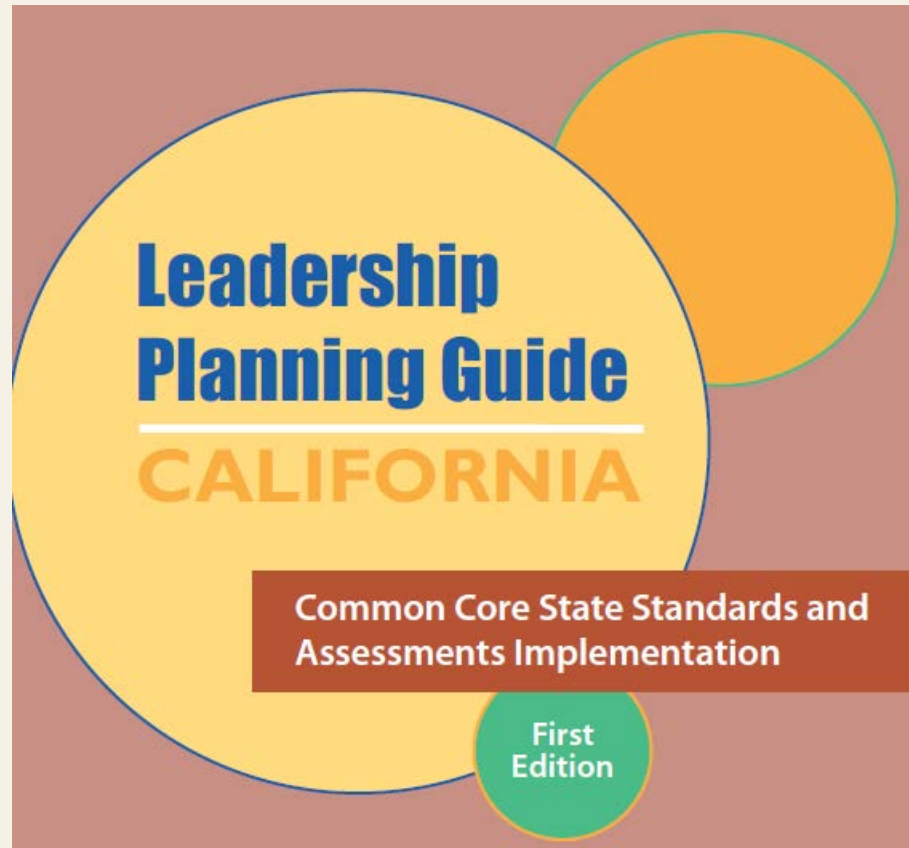 Leadership
Planning Guide
CALIFORNIA
Common Core State Standards and
Assessments Implementation
First
Edition